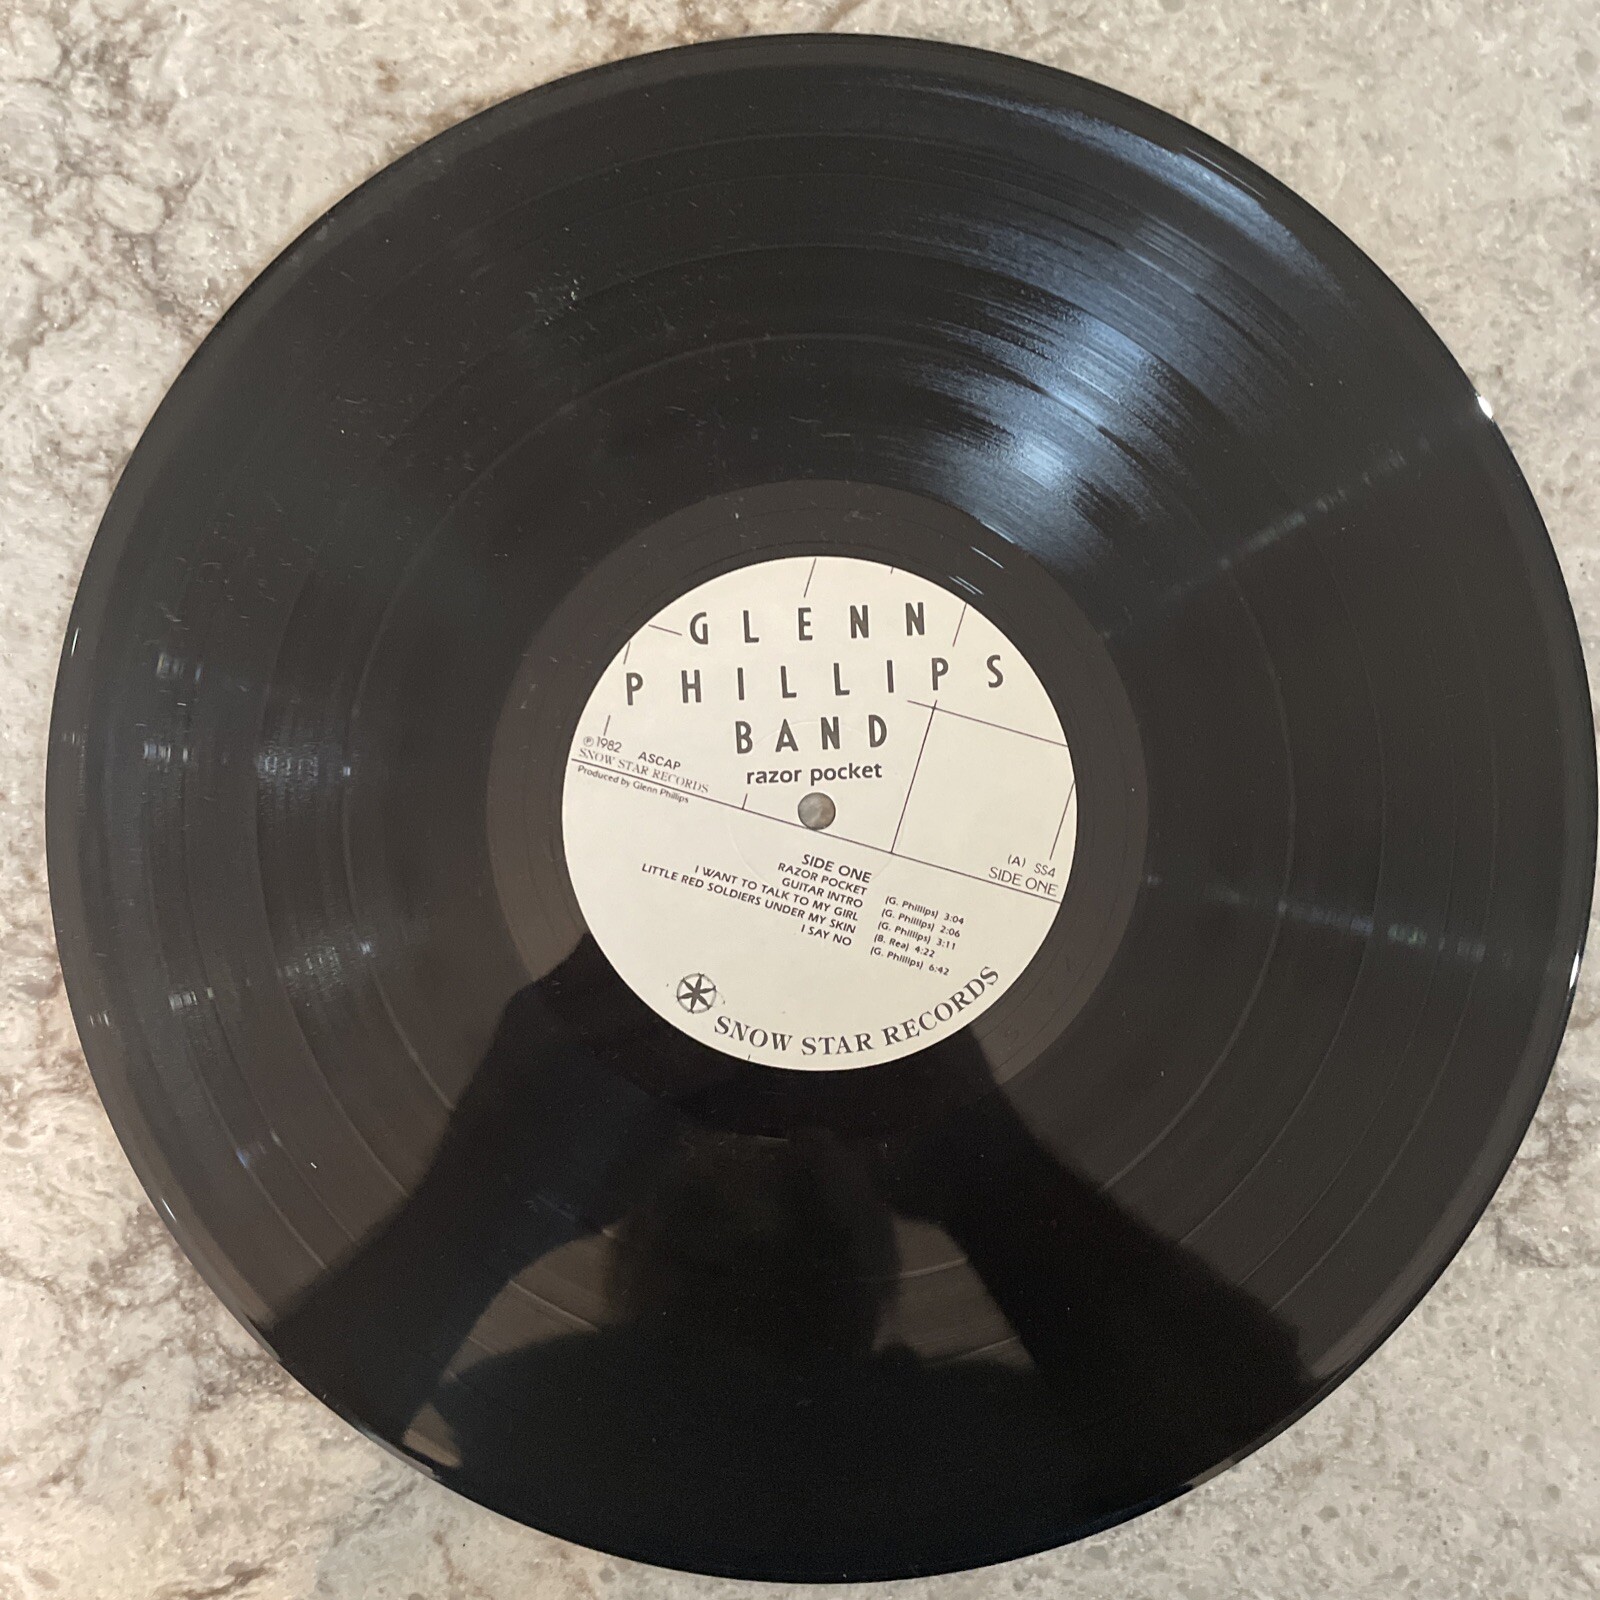 GLENN
PHILLIPS
BAND
razor pocket
℗1982 ASCAP
SNOW STAR RECORDS
Produced by Glenn Phillips
(A) SS4
SIDE ONE
SIDE ONE
RAZOR POCKET (G. Phillips) 3:04
GUITAR INTRO (G. Phillips) 2:06
I WANT TO TALK TO MY GIRL (G. Phillips) 3:11
LITTLE RED SOLDIERS UNDER MY SKIN (B. Rea) 4:22
I SAY NO (G. Phillips) 6:42
SNOW STAR RECORDS